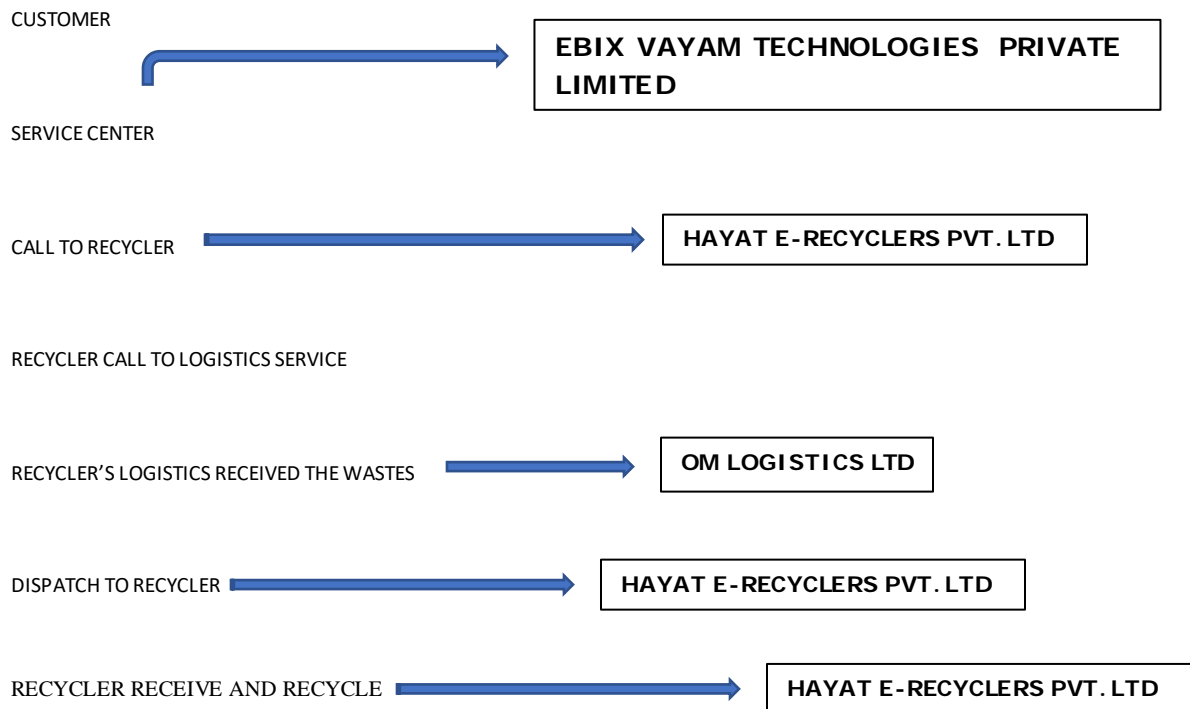 CUSTOMER
EBIX VAYAM TECHNOLOGIES PRIVATE
LIMITED
SERVICE CENTER
CALL TO RECYCLER
HAYAT E-RECYCLERS PVT. LTD
RECYCLER CALL TO LOGISTICS SERVICE
RECYCLER’S LOGISTICS RECEIVED THE WASTES
OM LOGISTICS LTD
DISPATCH TO RECYCLER
HAYAT E-RECYCLERS PVT. LTD
RECYCLER RECEIVE AND RECYCLE
HAYAT E-RECYCLERS PVT. LTD